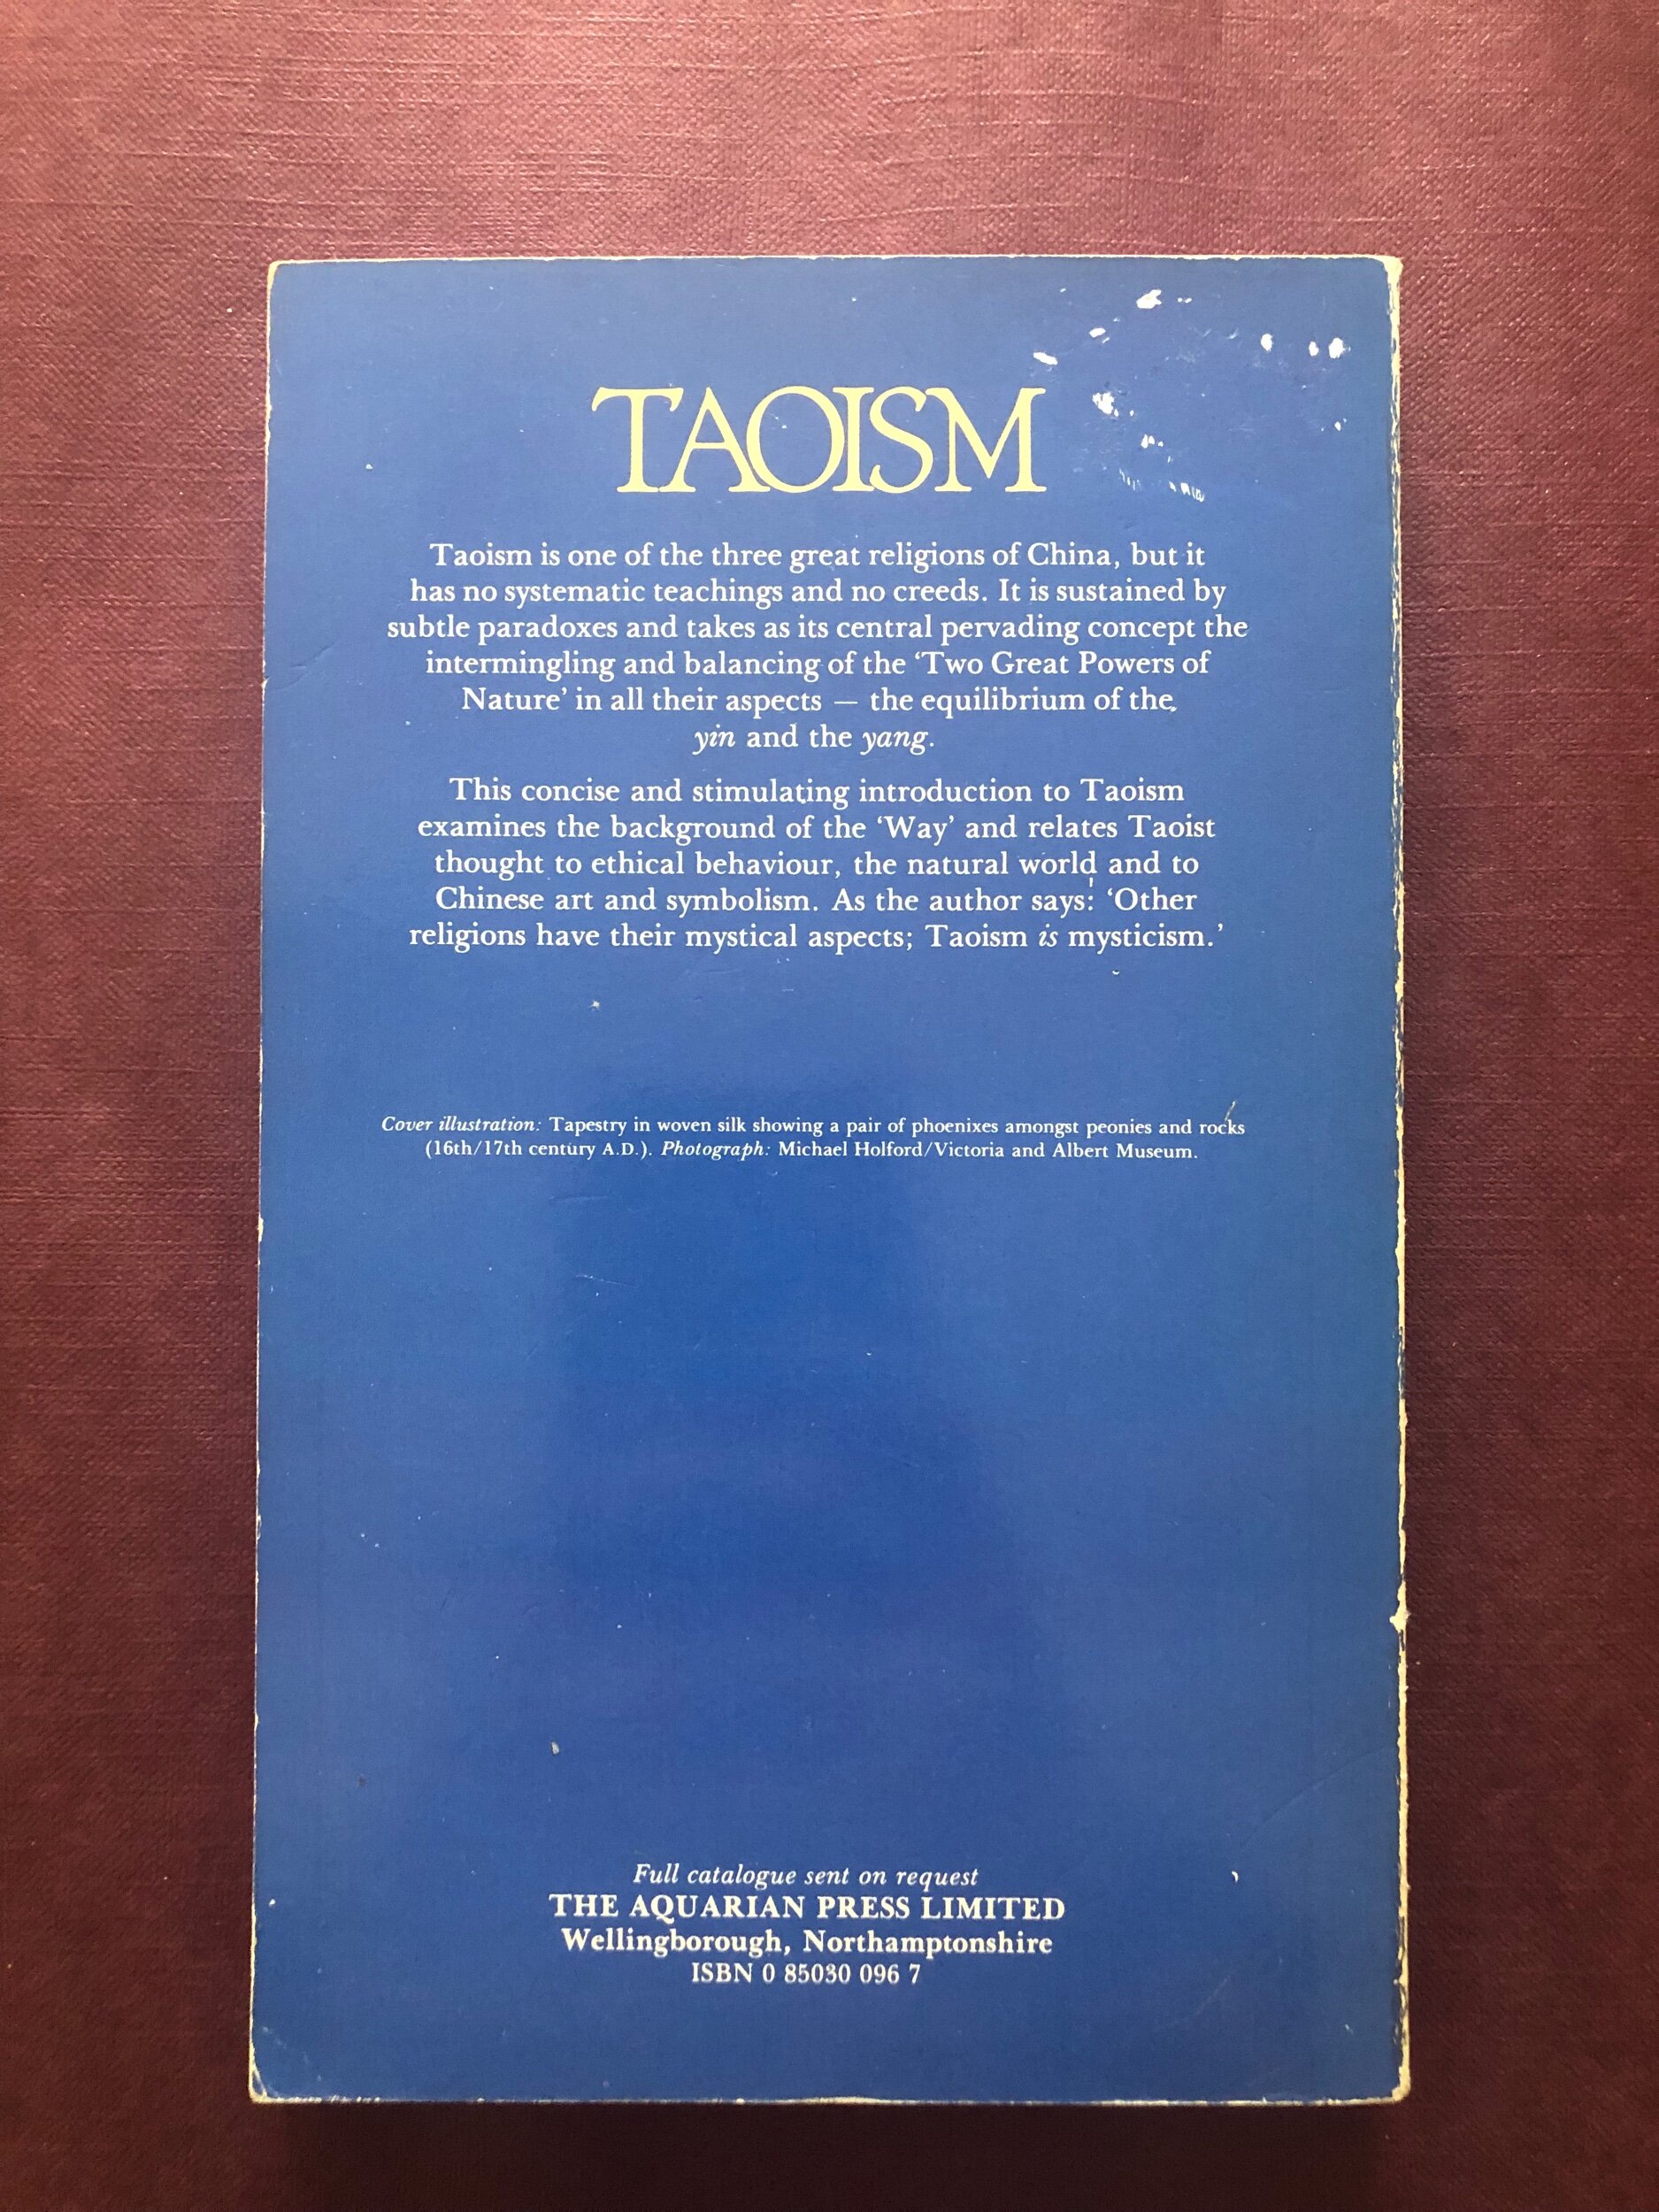 TAOISM
Taoism is one of the three great religions of China, but it
has no systematic teachings and no creeds. It is sustained by
subtle paradoxes and takes as its central pervading concept the
intermingling and balancing of the ‘Two Great Powers of
Nature’ in all their aspects — the equilibrium of the
yin and the yang.
This concise and stimulating introduction to Taoism
examines the background of the ‘Way’ and relates Taoist
thought to ethical behaviour, the natural world and to
Chinese art and symbolism. As the author says: ‘Other
religions have their mystical aspects; Taoism is mysticism.’
Cover illustration: Tapestry in woven silk showing a pair of phoenixes amongst peonies and rocks
(16th/17th century A.D.). Photograph: Michael Holford/Victoria and Albert Museum.
Full catalogue sent on request
THE AQUARIAN PRESS LIMITED
Wellingborough, Northamptonshire
ISBN 0 85030 096 7